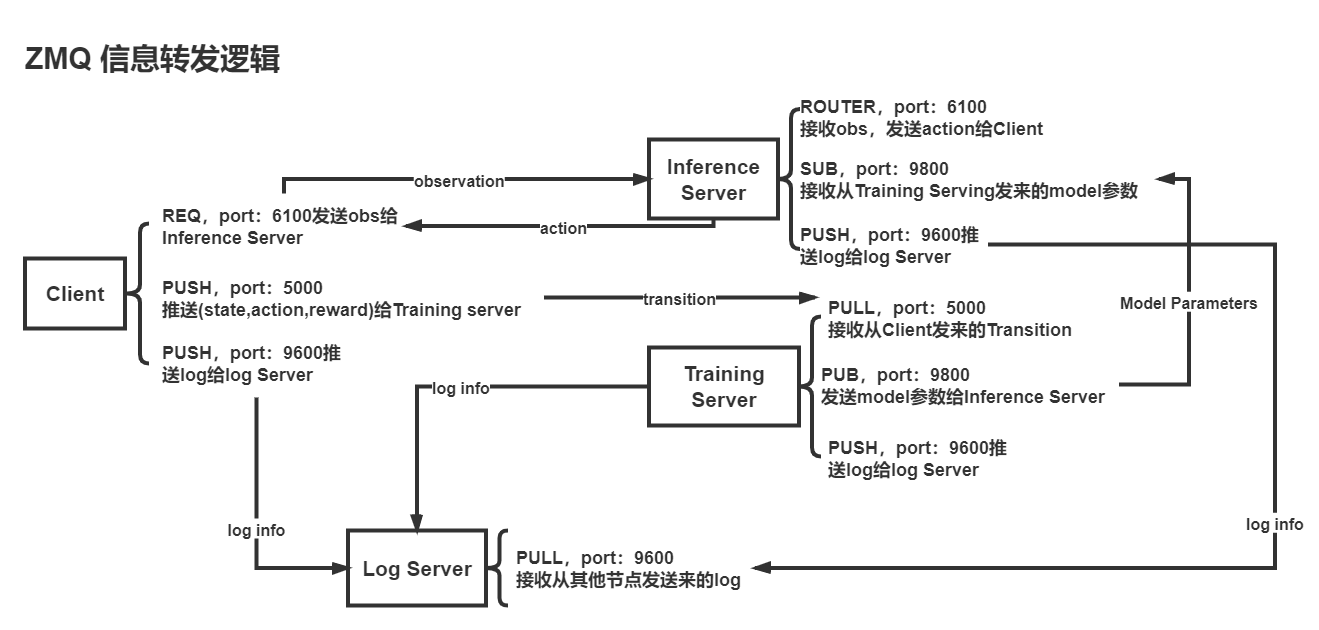 ZMQ 信息转发逻辑
ROUTER，port：6100
接收obs，发送action给Client
Inference
Server
SUB，port：9800
接收从Training Serving发来的model参数
observation
REQ，port：6100发送obs给
Inference Server
action
PUSH，port：9600推
送log给log Server
Client
PUSH，port：5000
推送(state,action,reward)给Training server
transition
PULL，port：5000
接收从Client发来的Transition
Model Parameters
PUSH，port：9600推
送log给log Server
Training
Server
PUB，port：9800
发送model参数给Inference Server
log info
PUSH，port：9600推
送log给log Server
log info
log info
Log Server
PULL，port：9600
接收从其他节点发送来的log